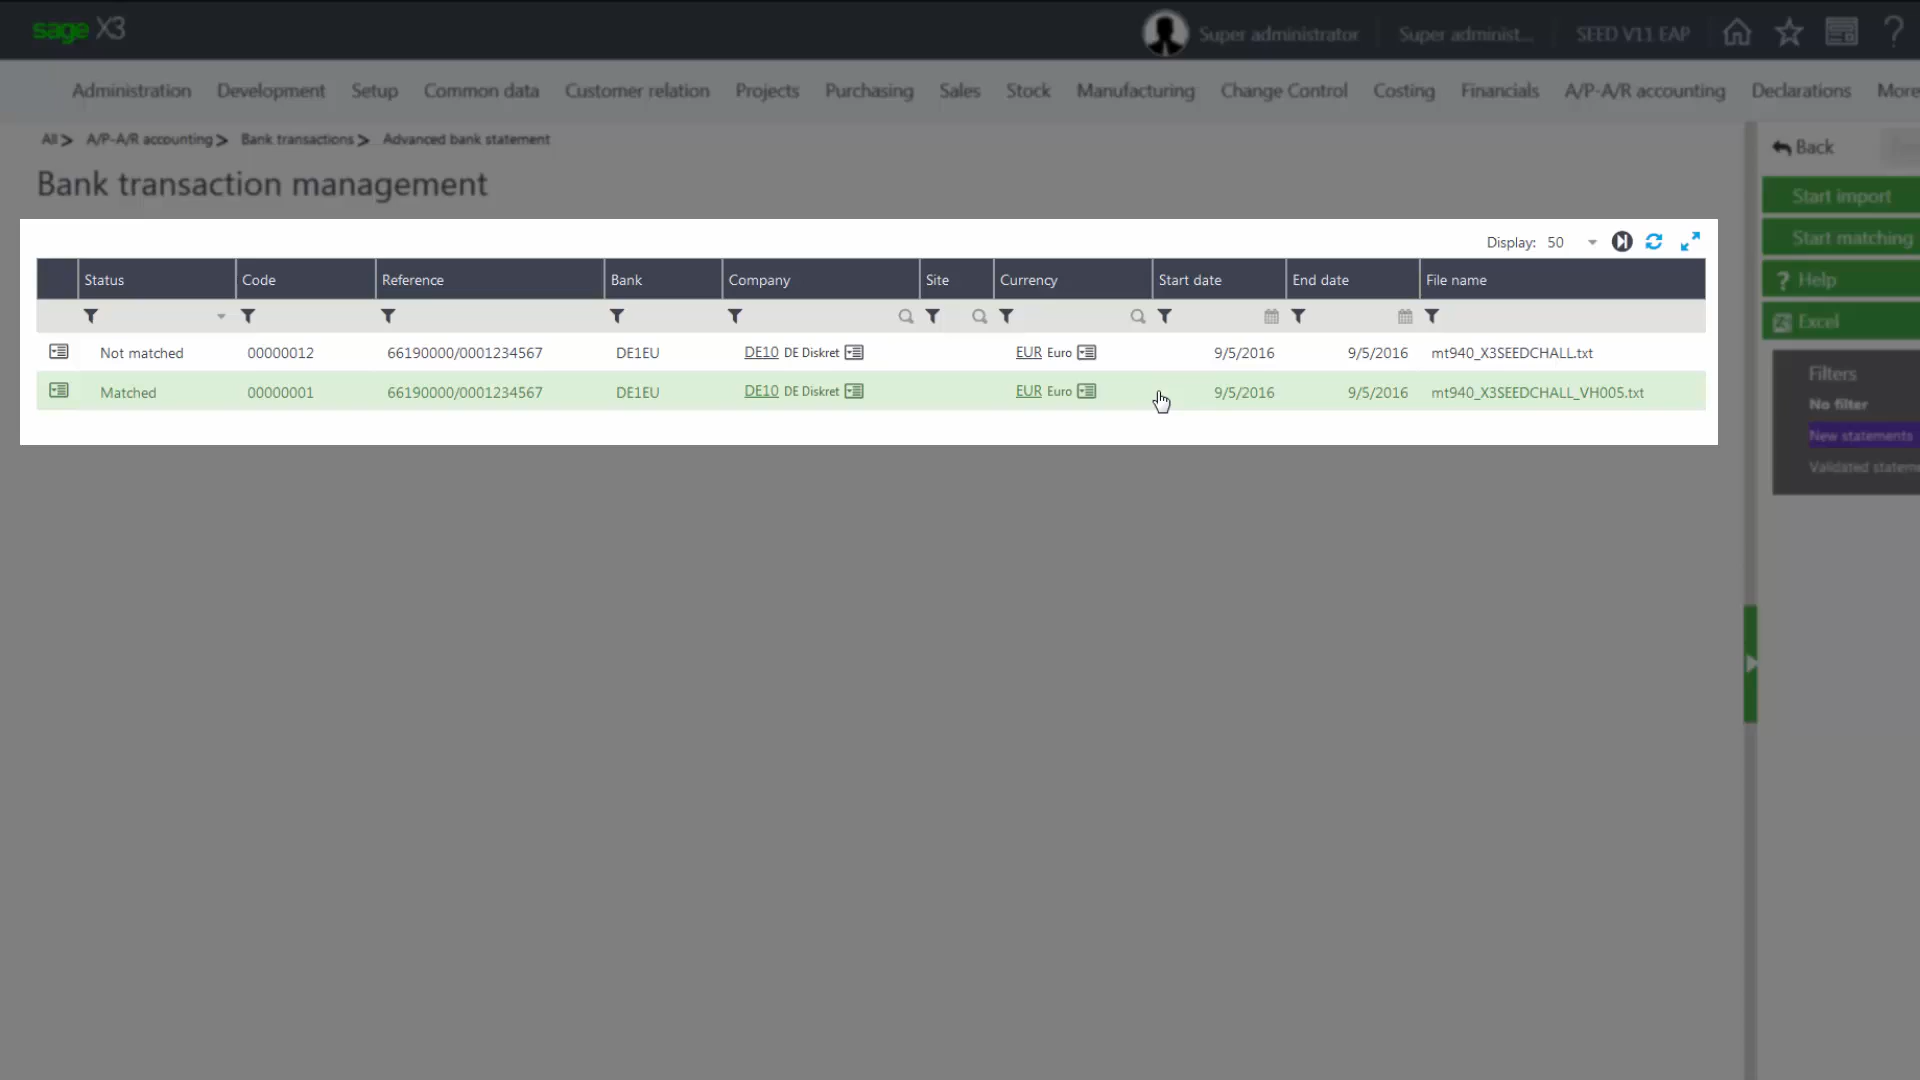 sage X3
Super administrator
Super administ...
SEED V11 EAP
Administration Development Setup Common data Customer relation Projects Purchasing Sales Stock Manufacturing Change Control Costing Financials A/P-A/R accounting Declarations More
All > A/P-A/R accounting > Bank transactions > Advanced bank statement
Bank transaction management
Display: 50
Status Code Reference Bank Company Site Currency Start date End date File name
Not matched 00000012 66190000/0001234567 DE1EU DE10 DE Diskret EUR Euro 9/5/2016 9/5/2016 mt940_X3SEEDCHALL.txt
Matched 00000001 66190000/0001234567 DE1EU DE10 DE Diskret EUR Euro 9/5/2016 9/5/2016 mt940_X3SEEDCHALL_VH005.txt
Back
Start import
Start matching
? Help
Excel
Filters
No filter
New statements
Validated stateme